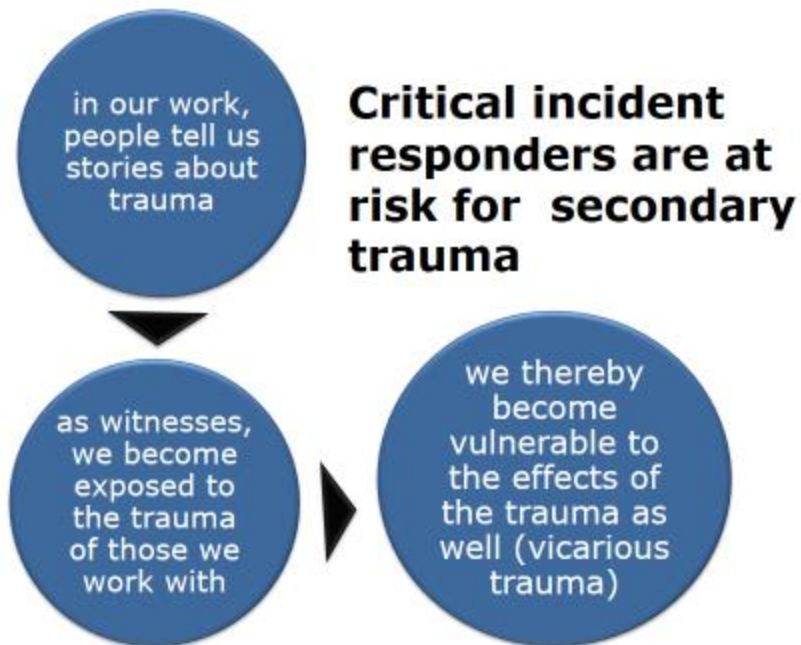 in our work,
people tell us
stories about
trauma
Critical incident
responders are at
risk for  secondary
trauma
as witnesses,
we become
exposed to
the trauma
of those we
work with
we thereby
become
vulnerable to
the effects of
the trauma as
well (vicarious
trauma)